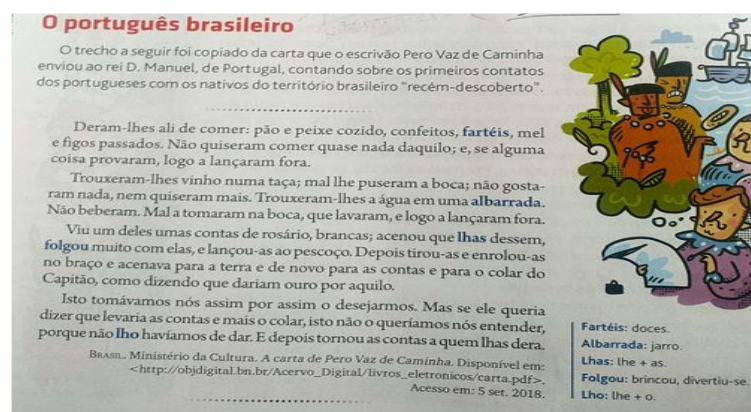 O português brasileiro
O trecho a seguir foi copiado da carta que o escrivão Pero Vaz de Caminha
enviou ao rei D. Manuel, de Portugal, contando sobre os primeiros contatos
dos portugueses com os nativos do território brasileiro "recém-descoberto".
Deram-lhes ali de comer: pão e peixe cozido, confeitos, fartéis, mel
e figos passados. Não quiseram comer quase nada daquilo; e, se alguma
coisa provaram, logo a lançaram fora.
Trouxeram-lhes vinho numa taça; mal lhe puseram a boca; não gosta-
ram nada, nem quiseram mais. Trouxeram-lhes a água em uma albarrada.
Não beberam. Mal a tomaram na boca, que lavaram, e logo a lançaram fora.
Viu um deles umas contas de rosário, brancas; acenou que lhas dessem,
folgou muito com elas, e lançou-as ao pescoço. Depois tirou-as e enrolou-as
no braço e acenava para a terra e de novo para as contas e para o colar do
Capitão, como dizendo que dariam ouro por aquilo.
Isto tomávamos nós assim por assim o desejarmos. Mas se ele queria
dizer que levaria as contas e mais o colar, isto não o queríamos nós entender,
porque não lho havíamos de dar. E depois tornou as contas a quem lhas dera.
BRASIL. Ministério da Cultura. A carta de Pero Vaz de Caminha. Disponível em:
<http://objdigital.bn.br/Acervo_Digital/livros_eletronicos/carta.pdf>.
Acesso em: 5 set. 2018.
Fartéis: doces.
Albarrada: jarro.
Lhas: lhe + as.
Folgou: brincou, divertiu-se.
Lho: lhe + o.